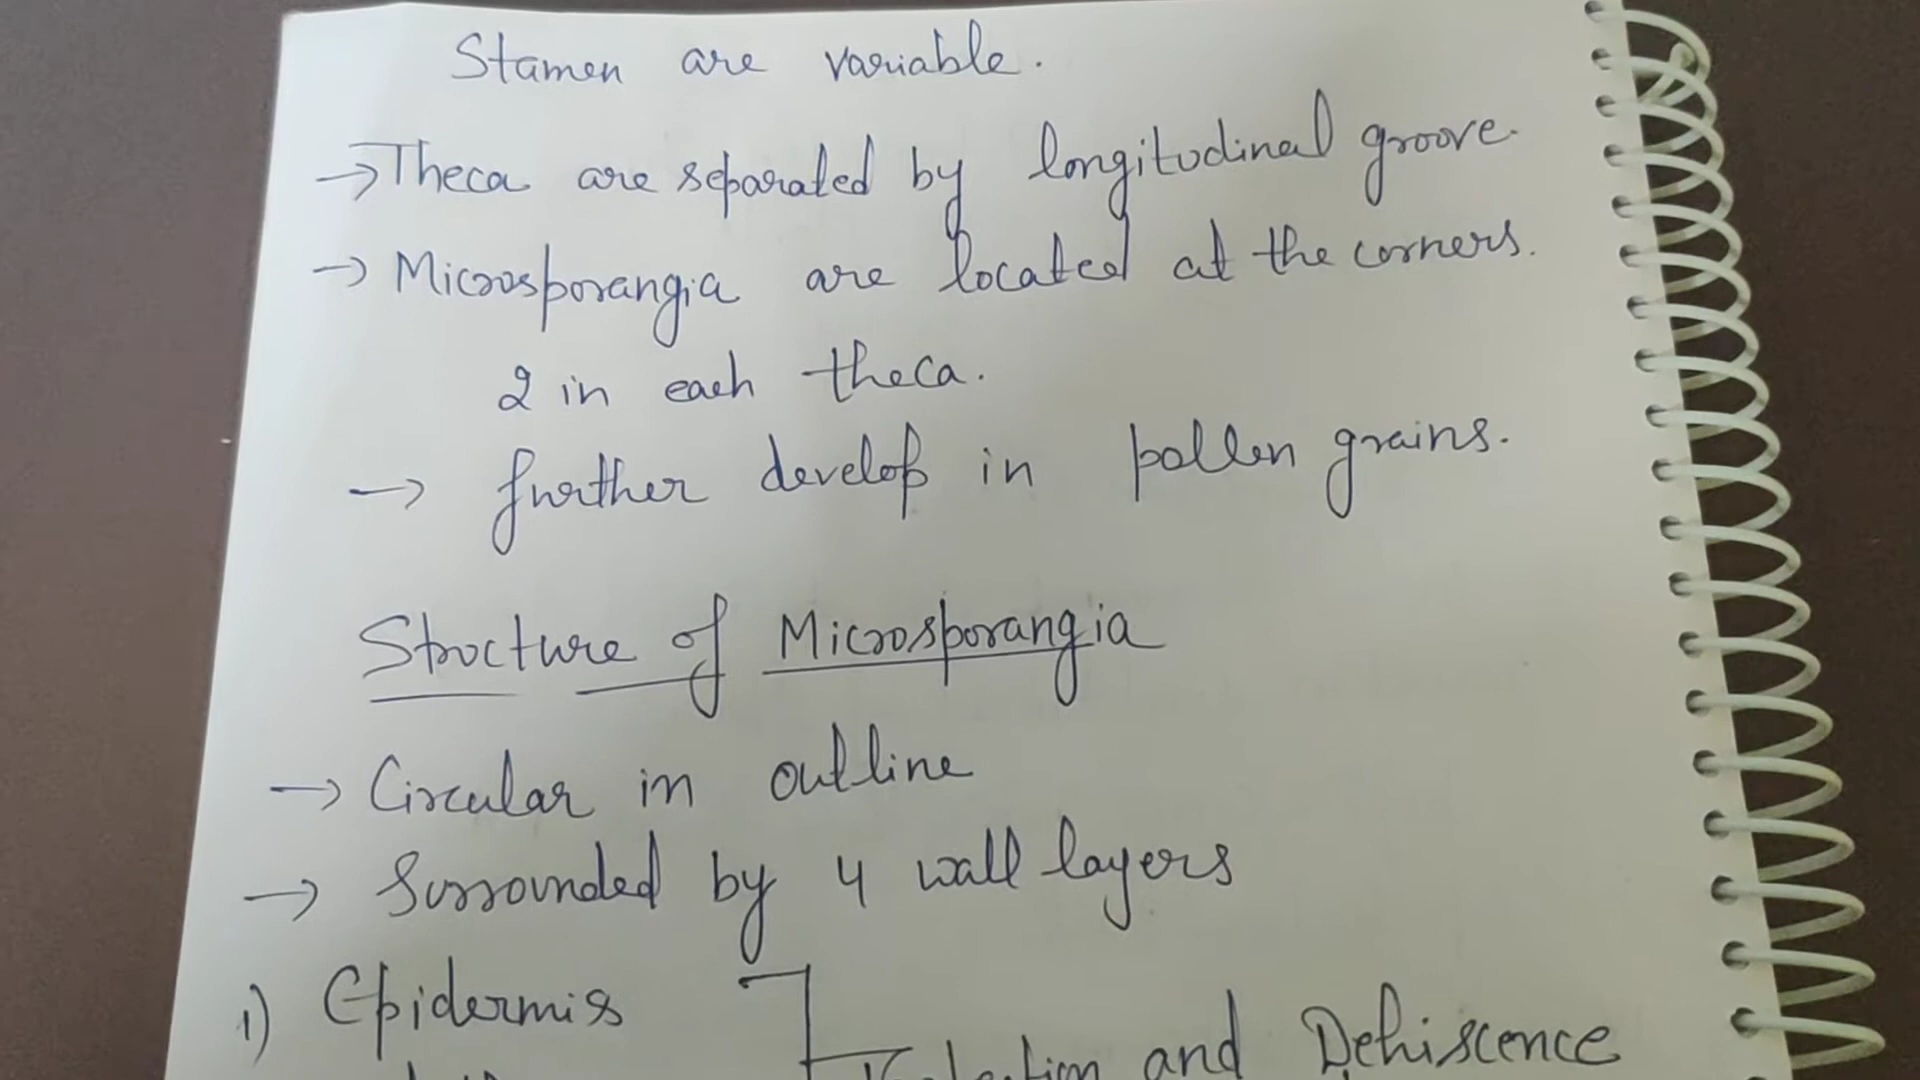 Stamen are variable.
→ Theca are separated by longitudinal groove.
→ Microsporangia are located at the corners.
2 in each theca.
→ further develop in pollen grains.
Structure of Microsporangia
→ Circular in outline
→ Surrounded by 4 wall layers
i) Epidermis
and Dehiscence